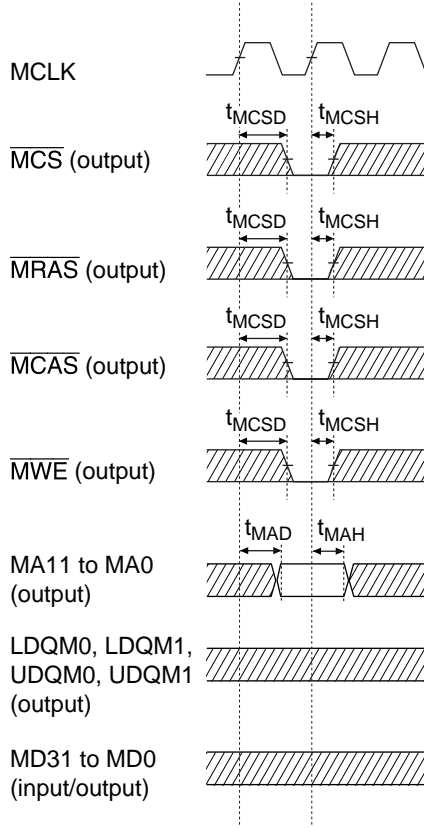 MCLK
tMCSD tMCSH
MCS (output)
tMCSD tMCSH
MRAS (output)
tMCSD tMCSH
MCAS (output)
tMCSD tMCSH
MWE (output)
tMAD tMAH
MA11 to MA0
(output)
LDQM0, LDQM1,
UDQM0, UDQM1
(output)
MD31 to MD0
(input/output)